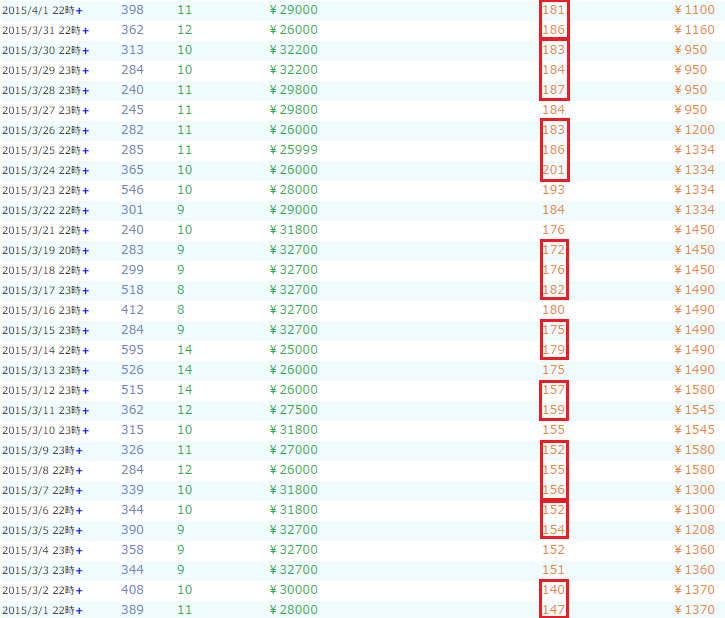 2015/4/1 22時+ 398 11 ¥29000 181 ¥1100
2015/3/31 22時+ 362 12 ¥26000 186 ¥1160
2015/3/30 22時+ 313 10 ¥32200 183 ¥950
2015/3/29 23時+ 284 10 ¥32200 184 ¥950
2015/3/28 23時+ 240 11 ¥29800 187 ¥950
2015/3/27 23時+ 245 11 ¥29800 184 ¥950
2015/3/26 22時+ 282 11 ¥26000 183 ¥1200
2015/3/25 22時+ 285 11 ¥25999 186 ¥1334
2015/3/24 22時+ 365 10 ¥26000 201 ¥1334
2015/3/23 22時+ 546 10 ¥28000 193 ¥1334
2015/3/22 22時+ 301 9 ¥29000 184 ¥1334
2015/3/21 22時+ 240 10 ¥31800 176 ¥1450
2015/3/19 20時+ 283 9 ¥32700 172 ¥1450
2015/3/18 22時+ 299 9 ¥32700 176 ¥1450
2015/3/17 23時+ 518 8 ¥32700 182 ¥1490
2015/3/16 23時+ 412 8 ¥32700 180 ¥1490
2015/3/15 23時+ 284 9 ¥32700 175 ¥1490
2015/3/14 22時+ 595 14 ¥25000 179 ¥1490
2015/3/13 23時+ 526 14 ¥26000 175 ¥1490
2015/3/12 23時+ 515 14 ¥26000 157 ¥1580
2015/3/11 23時+ 362 12 ¥27500 159 ¥1545
2015/3/10 23時+ 315 10 ¥31800 155 ¥1545
2015/3/9 23時+ 326 11 ¥27000 152 ¥1580
2015/3/8 22時+ 284 12 ¥26000 155 ¥1580
2015/3/7 22時+ 339 10 ¥31800 156 ¥1300
2015/3/6 22時+ 344 10 ¥31800 152 ¥1300
2015/3/5 22時+ 390 9 ¥32700 154 ¥1208
2015/3/4 23時+ 358 9 ¥32700 152 ¥1360
2015/3/3 23時+ 344 9 ¥32700 151 ¥1360
2015/3/2 22時+ 408 10 ¥30000 140 ¥1370
2015/3/1 22時+ 389 11 ¥28000 147 ¥1370